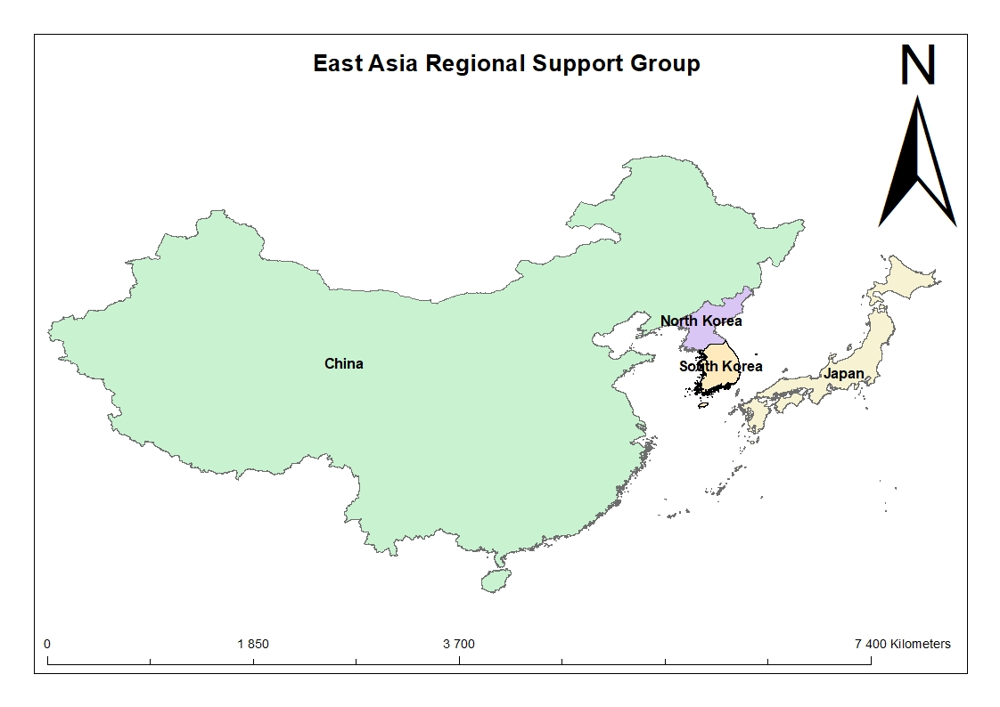 East Asia Regional Support Group
N
North Korea
China
South Korea
Japan
0
1 850
3 700
7 400 Kilometers